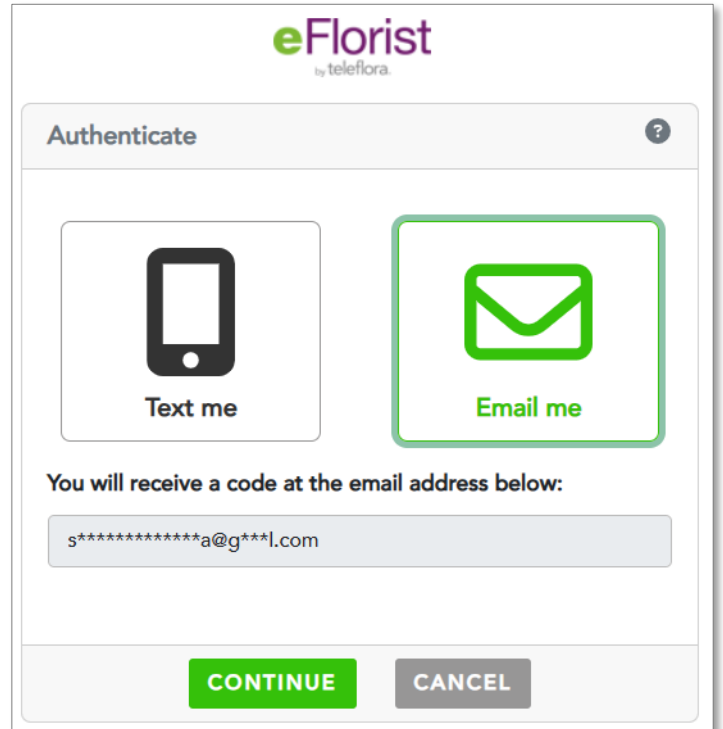 eFlorist
by teleflora.
Authenticate
?
Text me
Email me
You will receive a code at the email address below:
s*************a@g***l.com
CONTINUE
CANCEL